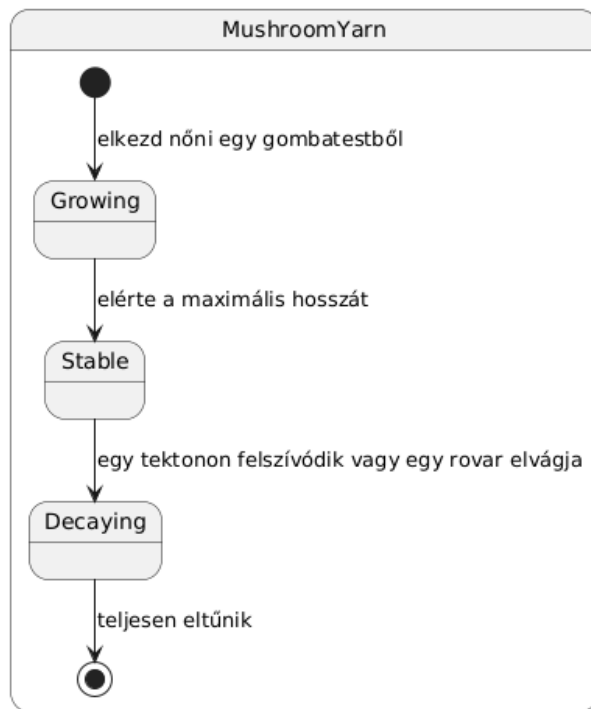 MushroomYarn
elkezd nőni egy gombatestből
Growing
elérte a maximális hosszát
Stable
egy tektonon felszívódik vagy egy rovar elvágja
Decaying
teljesen eltűnik